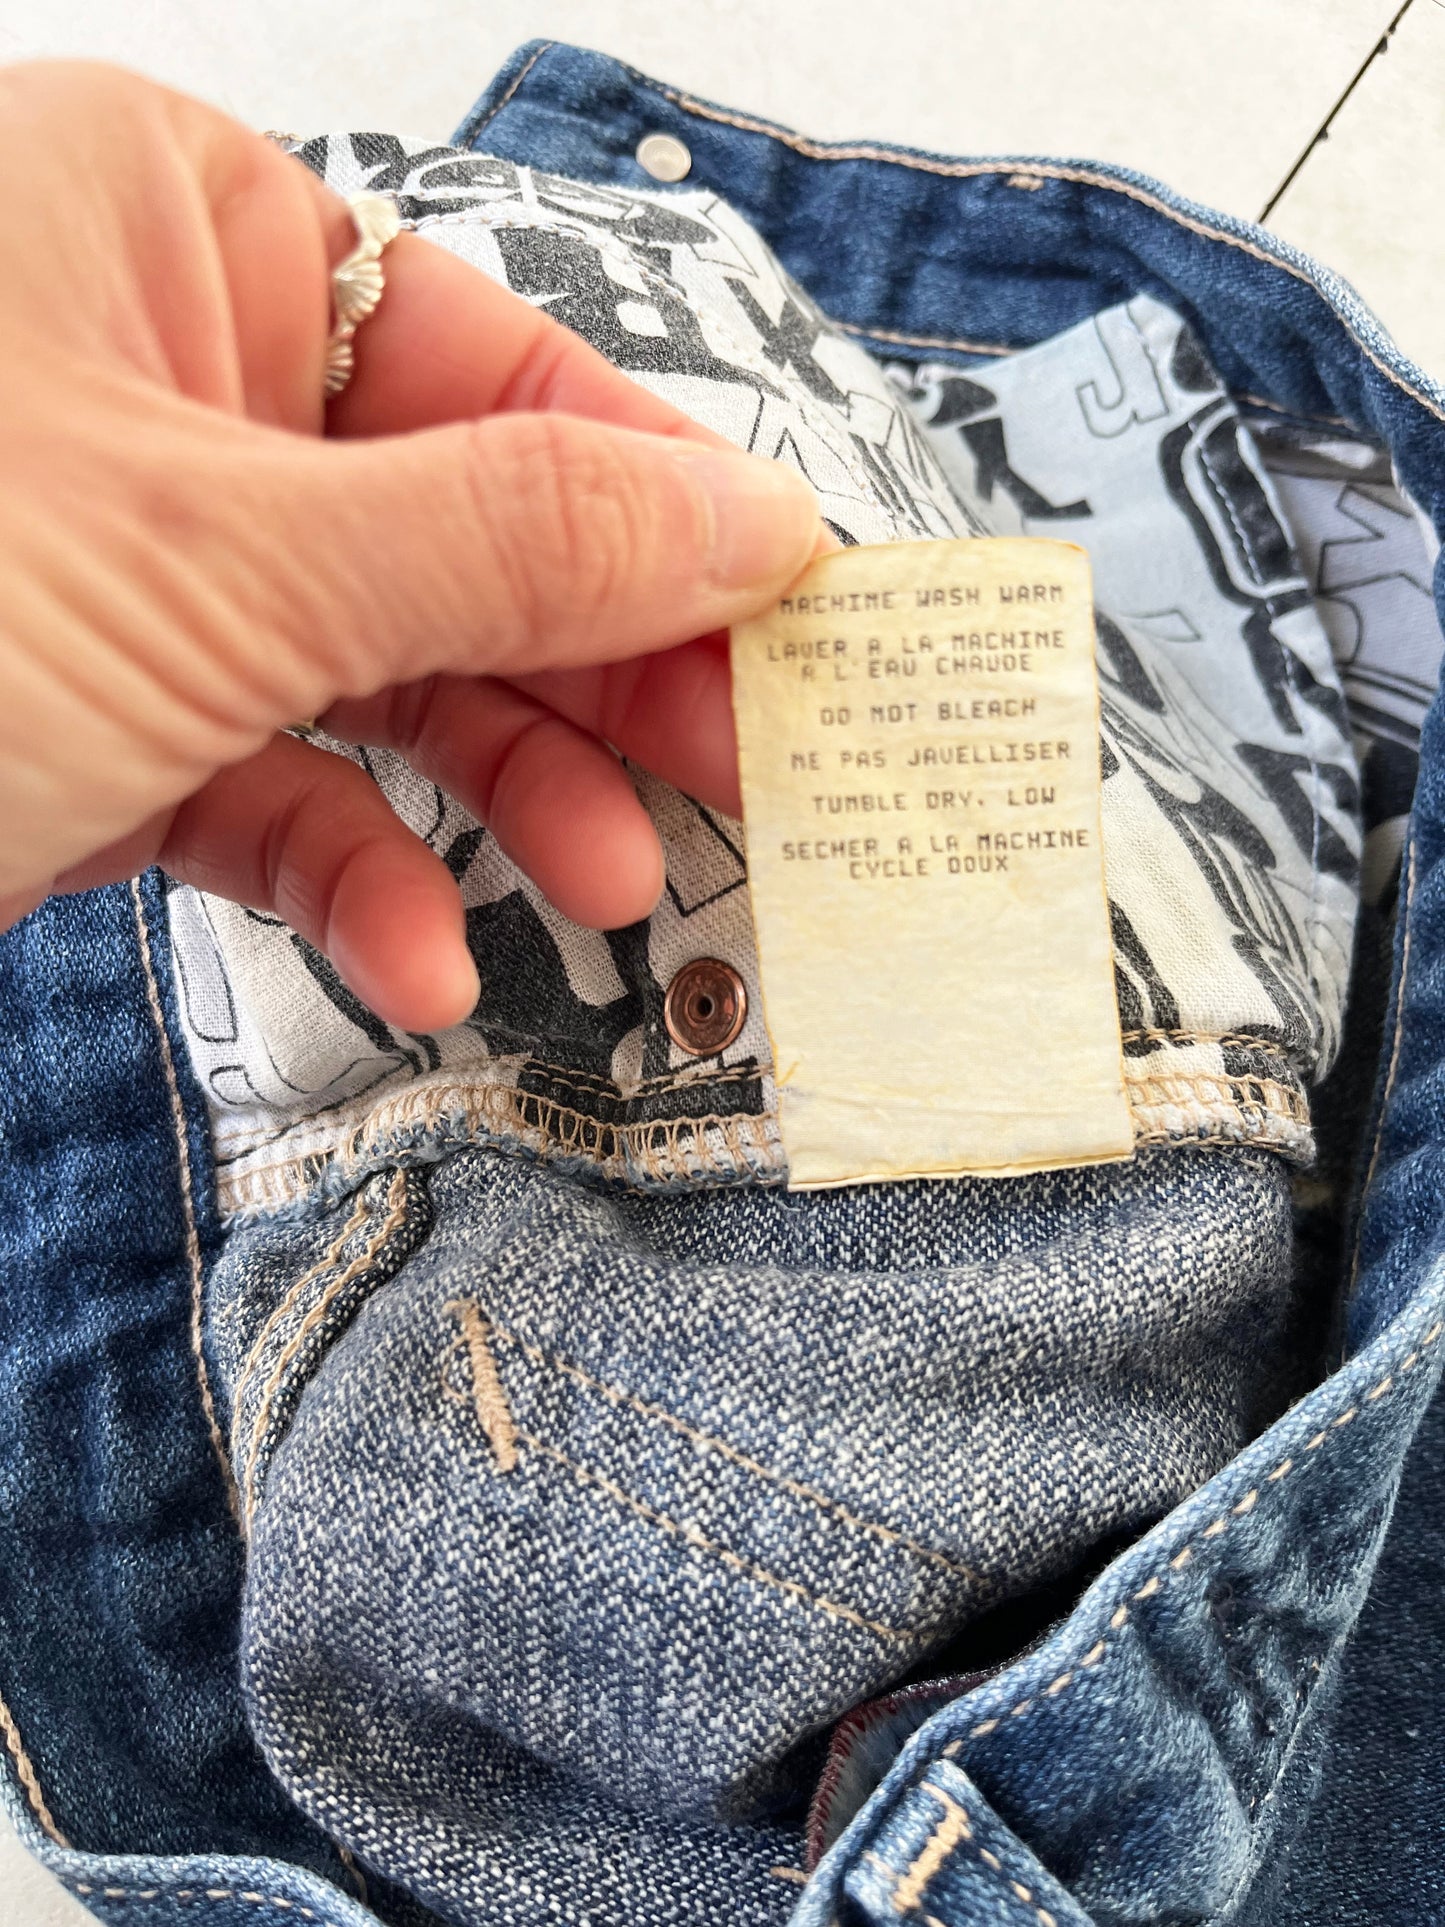 MACHINE WASH WARM
LAVER A LA MACHINE
A L'EAU CHAUDE
DO NOT BLEACH
NE PAS JAVELLISER
TUMBLE DRY. LOW
SECHER A LA MACHINE
CYCLE DOUX